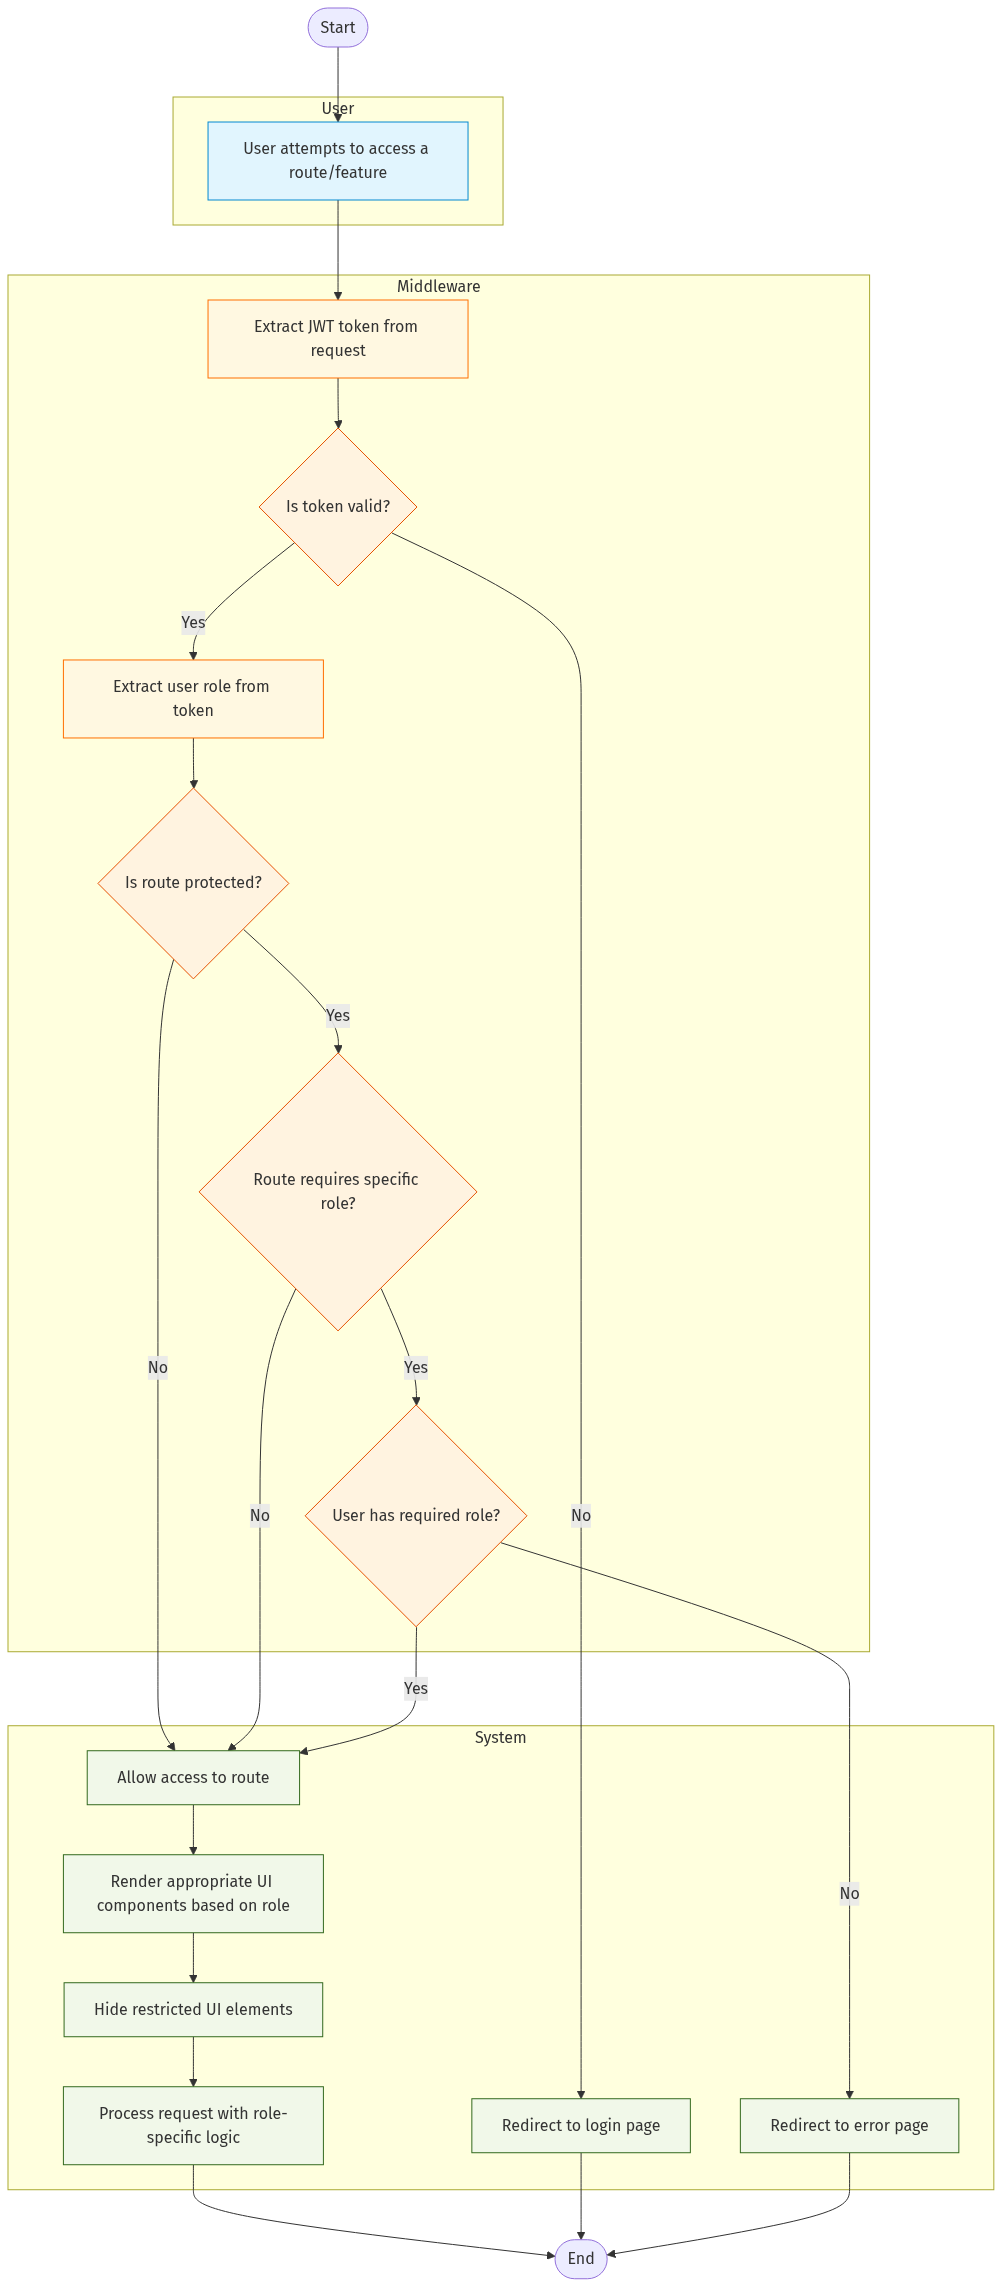 Start
User
User attempts to access a
route/feature
Middleware
Extract JWT token from
request
Is token valid?
Yes
Extract user role from
token
Is route protected?
Yes
Route requires specific
role?
No
Yes
No
User has required role?
No
Yes
System
Allow access to route
Render appropriate UI
components based on role
No
Hide restricted UI elements
Process request with role-
specific logic
Redirect to login page
Redirect to error page
End